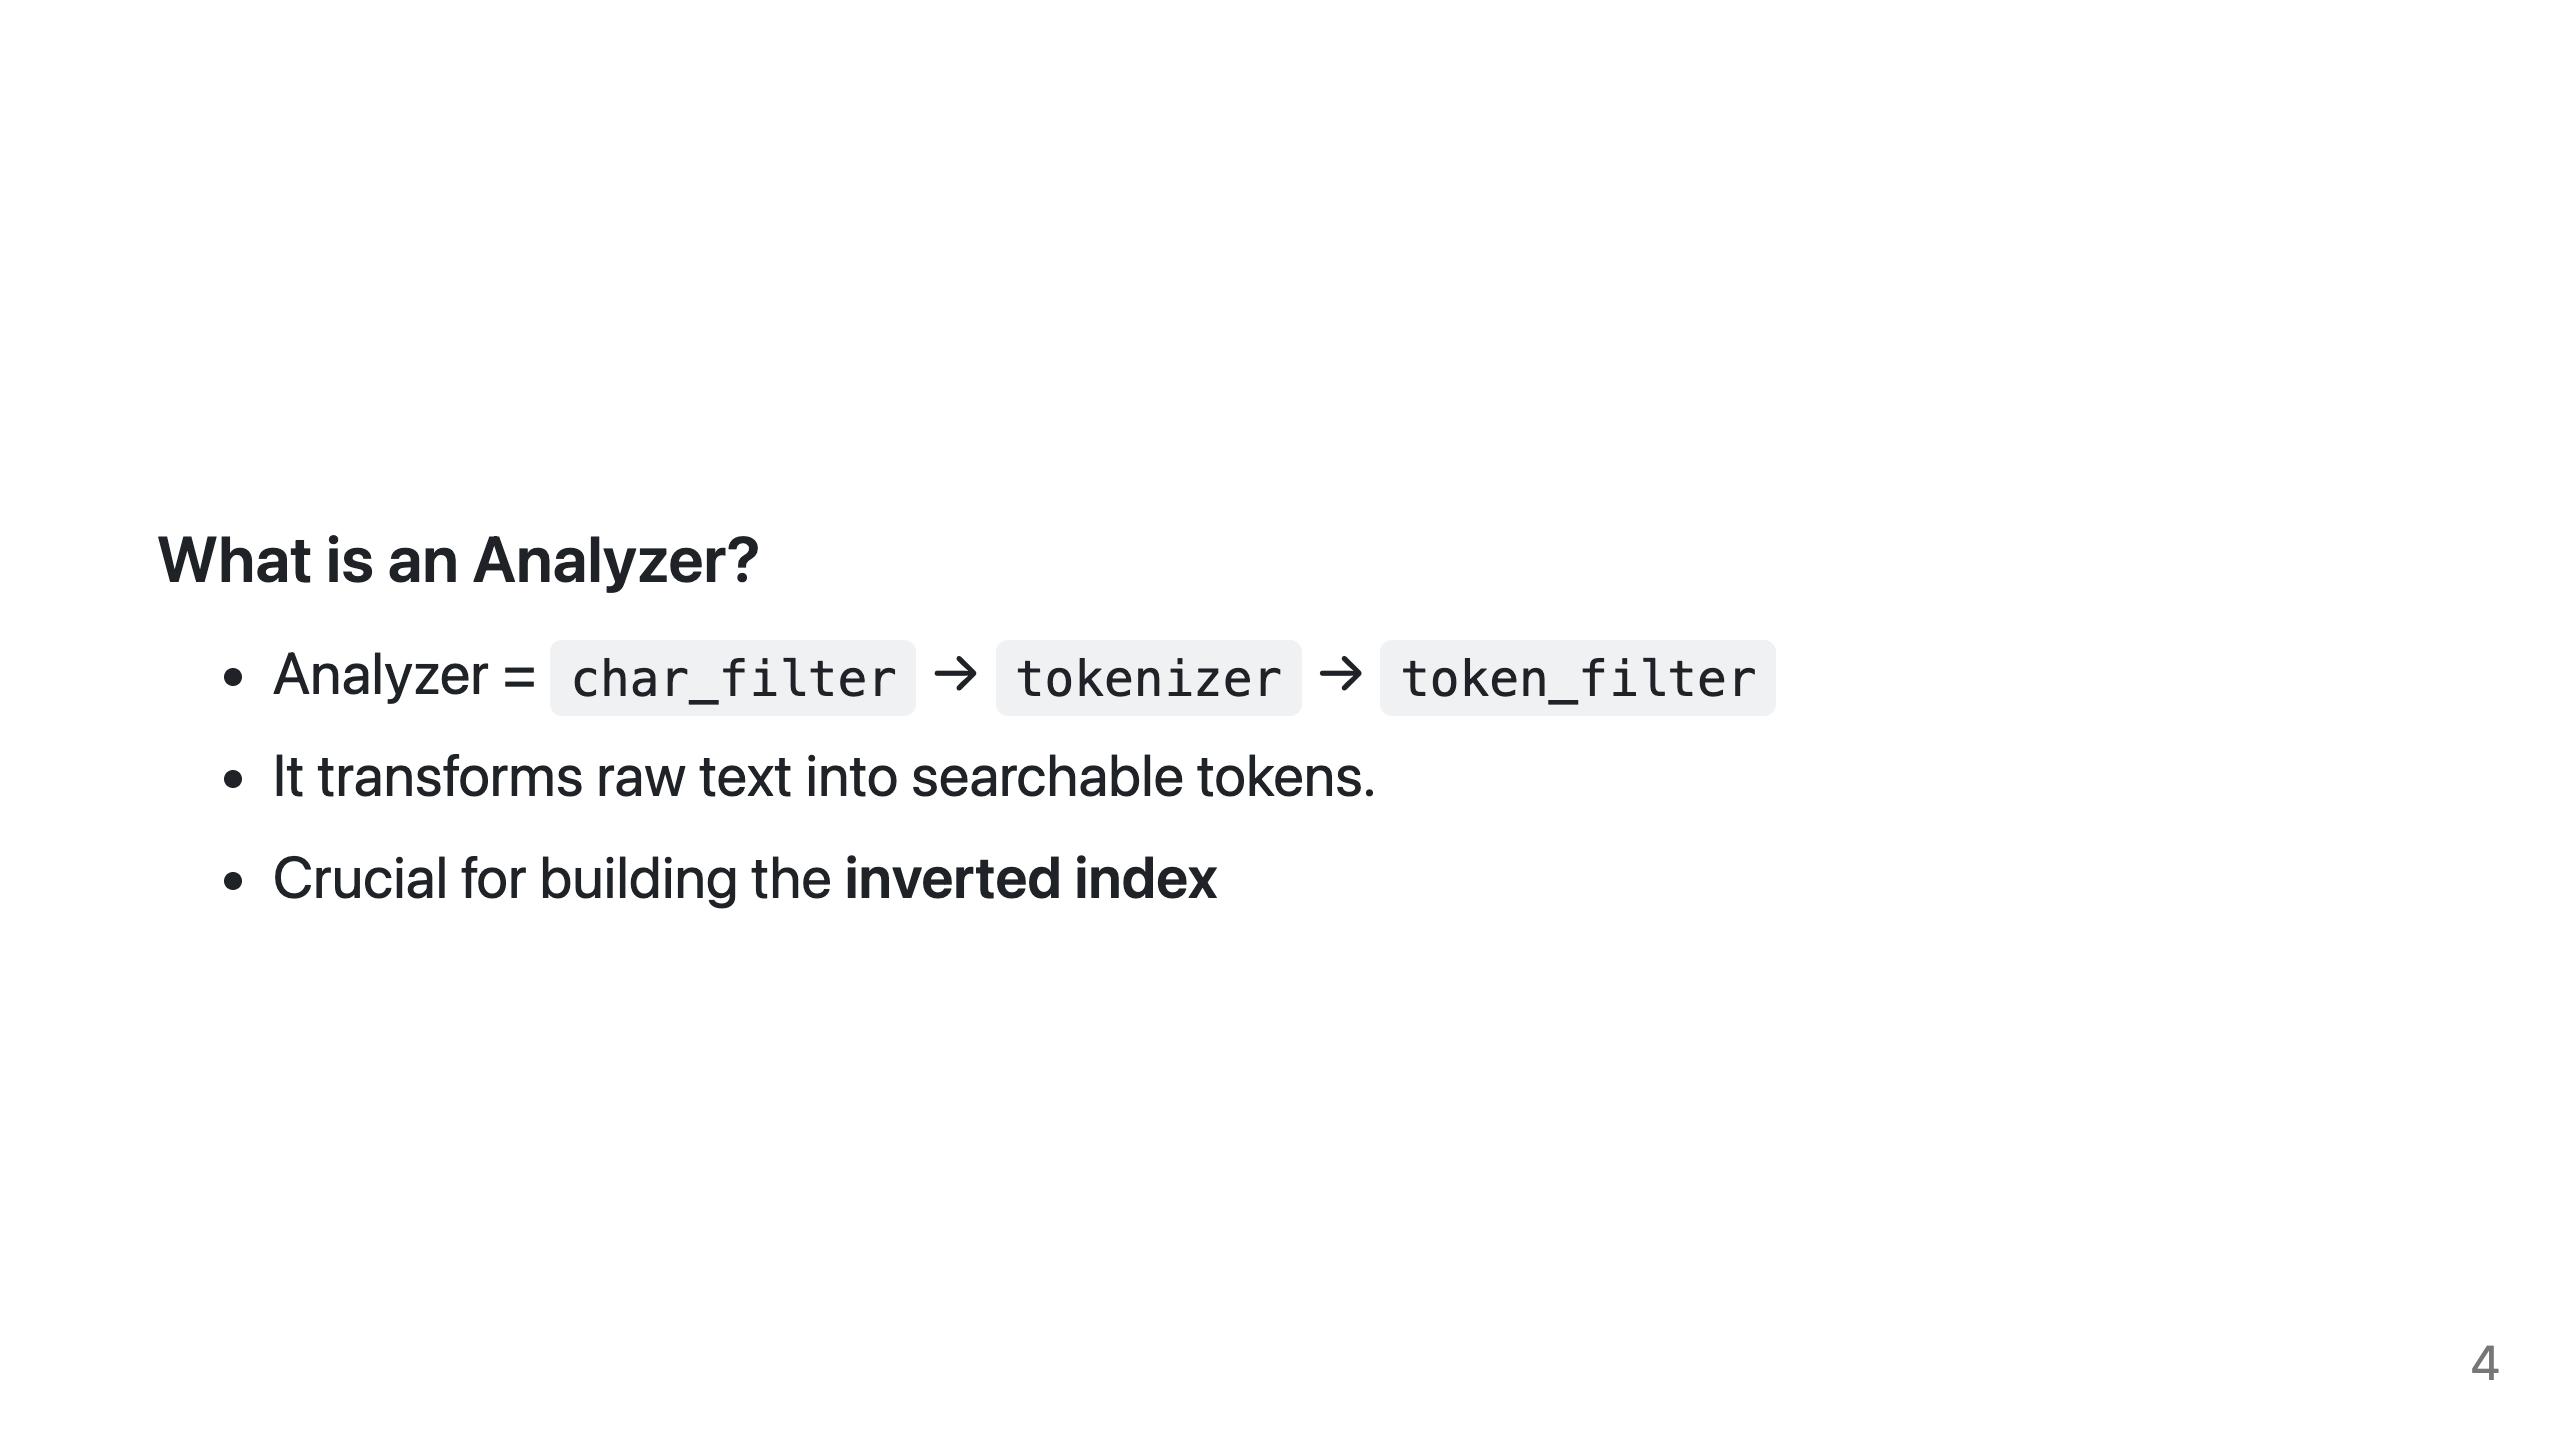 What is an Analyzer?
• Analyzer = char_filter → tokenizer → token_filter
• It transforms raw text into searchable tokens.
• Crucial for building the inverted index
4